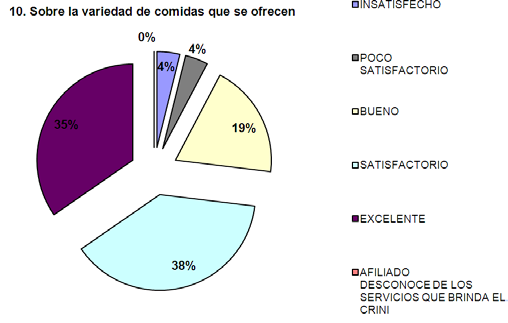 10. Sobre la variedad de comidas que se ofrecen
0%
4%
4%
19%
38%
35%
INSATISFECHO
POCO
SATISFACTORIO
BUENO
SATISFACTORIO
EXCELENTE
AFILIADO
DESCONOCE DE LOS
SERVICIOS QUE BRINDA EL
CRINI